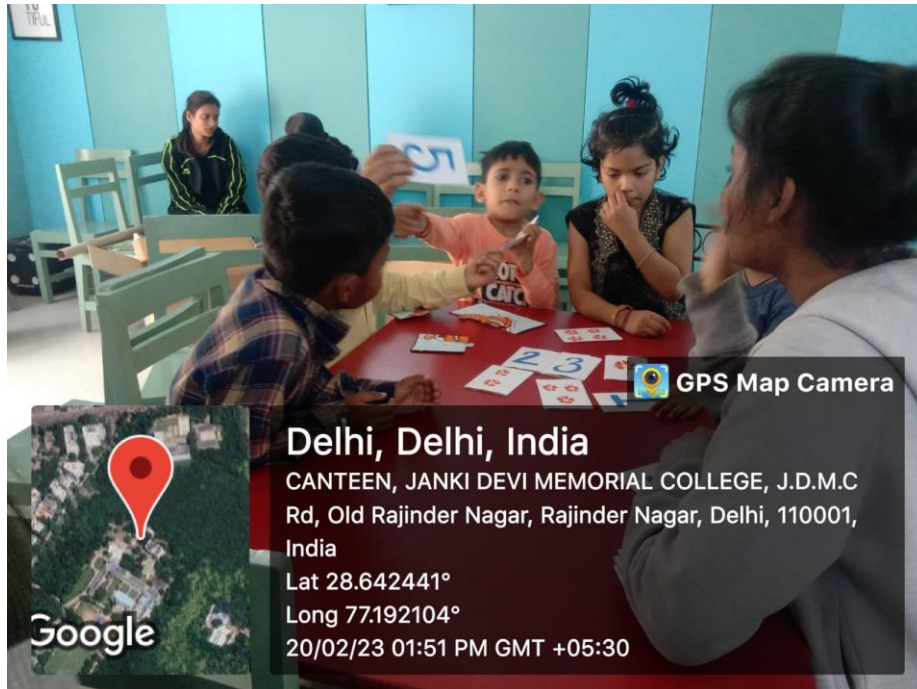 TIFUL
5
2 3
GPS Map Camera
Delhi, Delhi, India
CANTEEN, JANKI DEVI MEMORIAL COLLEGE, J.D.M.C
Rd, Old Rajinder Nagar, Rajinder Nagar, Delhi, 110001,
India
Lat 28.642441°
Long 77.192104°
20/02/23 01:51 PM GMT +05:30
Google